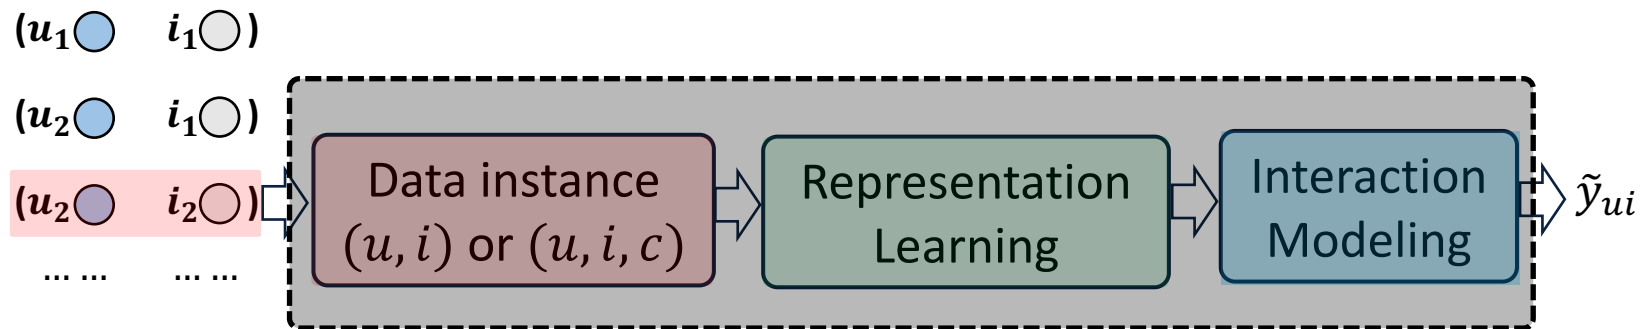 (u₁ i₁ )
(u₂ i₁ )
(u₂ i₂ )
... ... ... ...
Data instance
(u, i) or (u, i, c)
Representation
Learning
Interaction
Modeling
ỹᵤᵢ